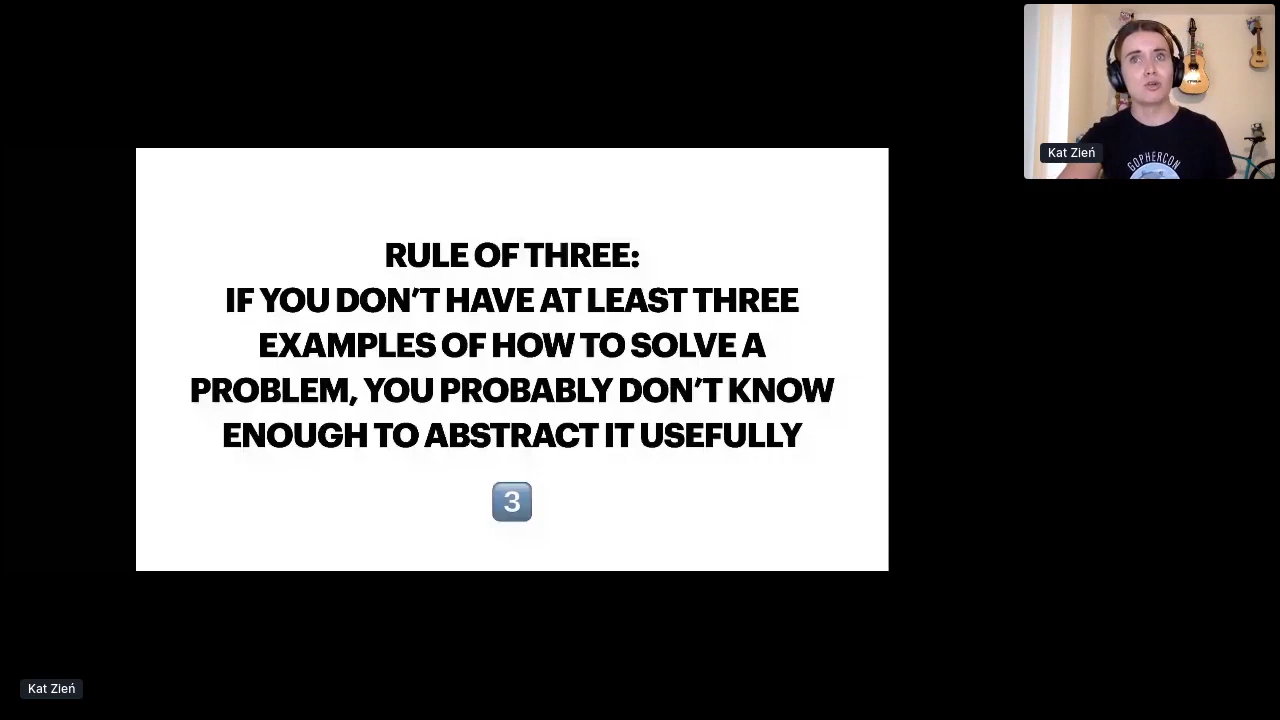 GOPHERCON
Kat Zień
RULE OF THREE:
IF YOU DON’T HAVE AT LEAST THREE
EXAMPLES OF HOW TO SOLVE A
PROBLEM, YOU PROBABLY DON’T KNOW
ENOUGH TO ABSTRACT IT USEFULLY
3
Kat Zień